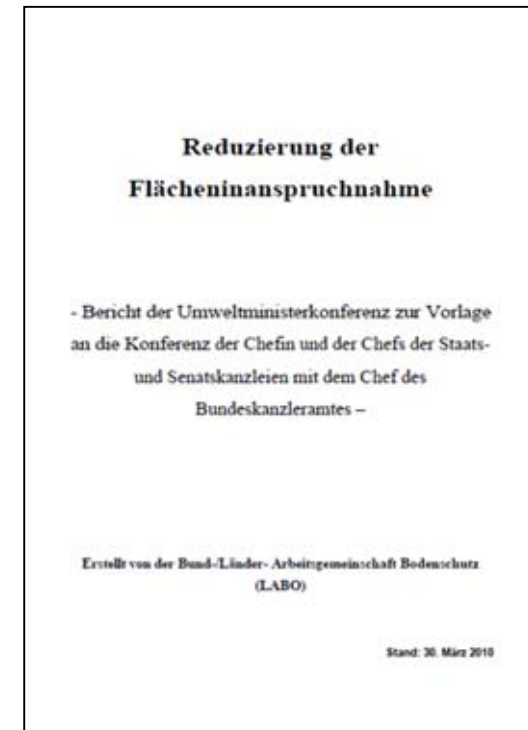 Reduzierung der
Flächeninanspruchnahme
- Bericht der Umweltministerkonferenz zur Vorlage
an die Konferenz der Chefin und der Chefs der Staats-
und Senatskanzleien mit dem Chef des
Bundeskanzleramtes –
Erstellt von der Bund-/Länder- Arbeitsgemeinschaft Bodenschutz
(LABO)
Stand: 30. März 2010